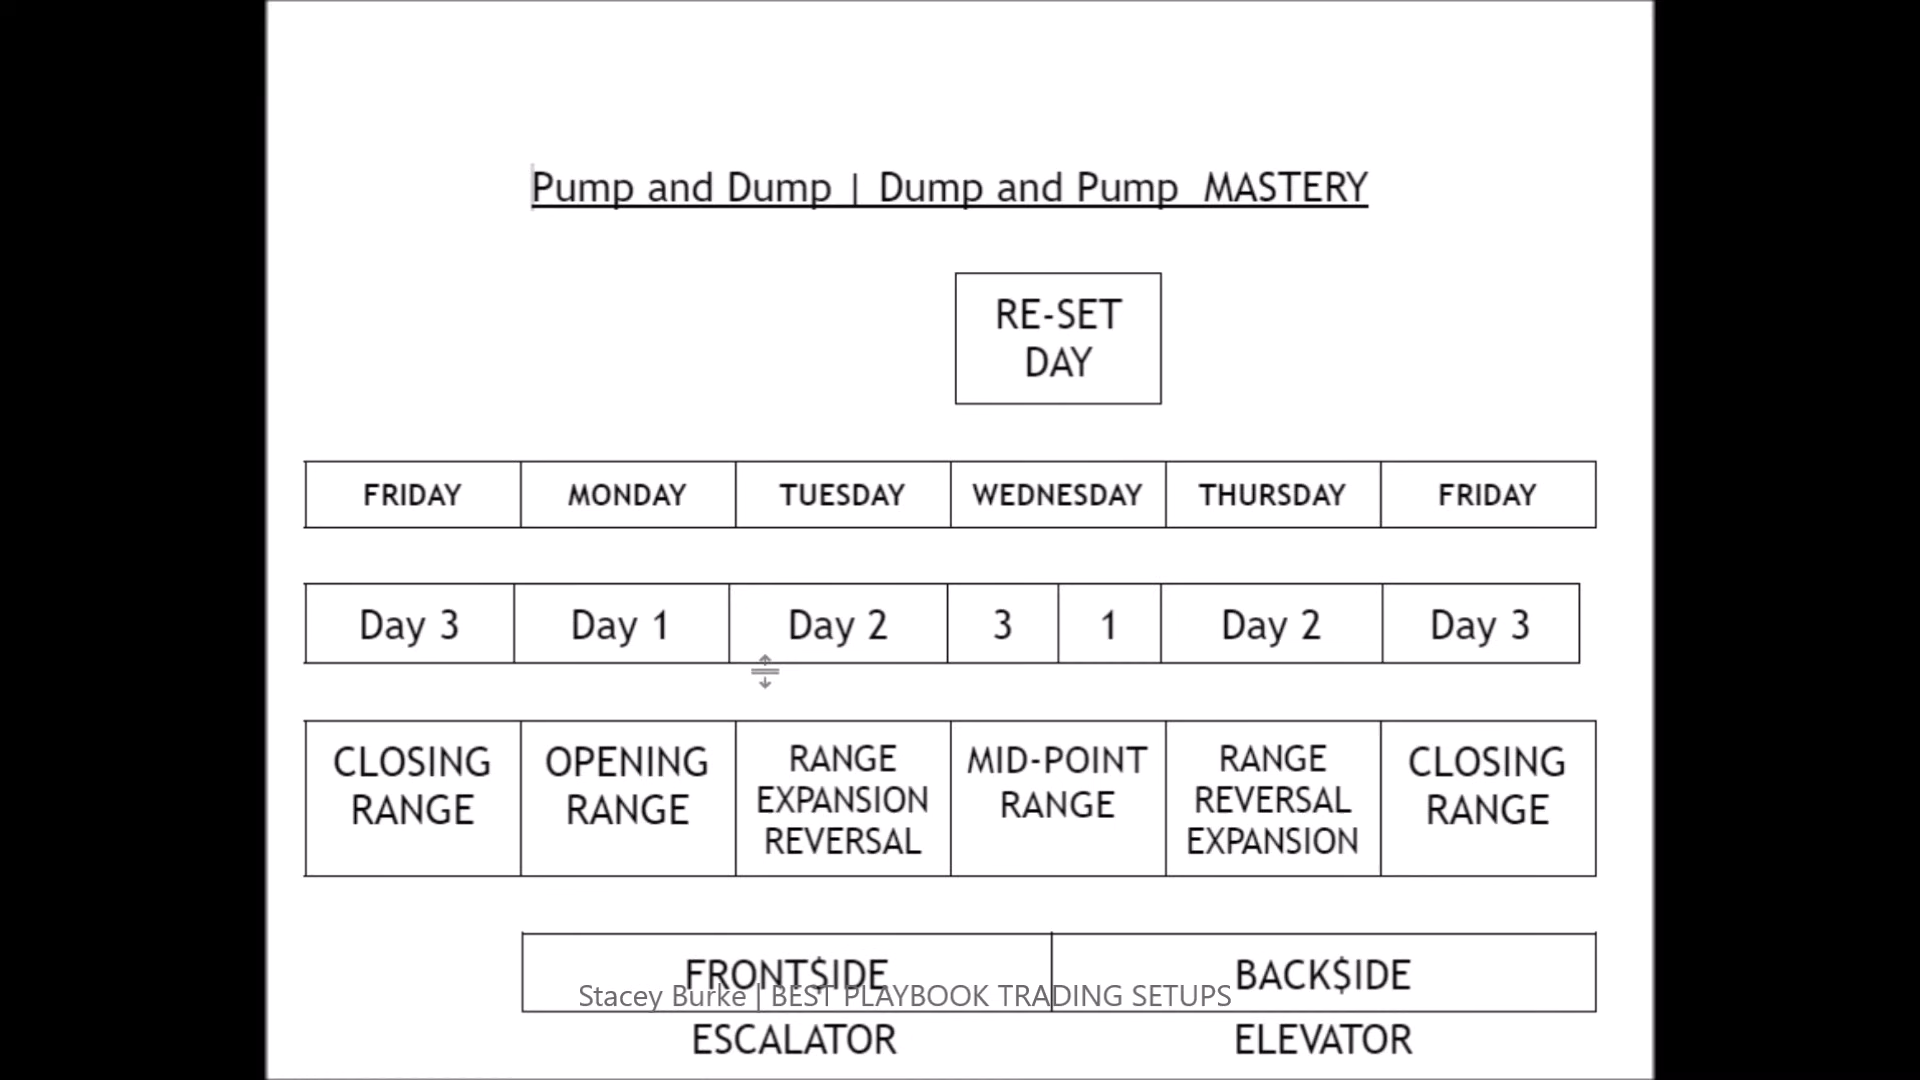 Pump and Dump | Dump and Pump MASTERY
RE-SET
DAY
FRIDAY MONDAY TUESDAY WEDNESDAY THURSDAY FRIDAY
Day 3 Day 1 Day 2 3 1 Day 2 Day 3
CLOSING
RANGE
OPENING
RANGE
RANGE
EXPANSION
REVERSAL
MID-POINT
RANGE
RANGE
REVERSAL
EXPANSION
CLOSING
RANGE
FRONT$IDE BACK$IDE
Stacey Burke | BEST PLAYBOOK TRADING SETUPS
ESCALATOR ELEVATOR